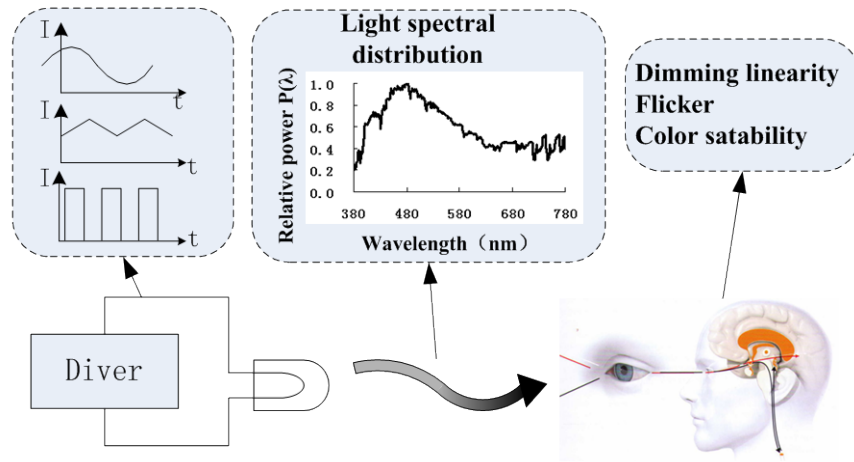 I
t
I
t
I
t
Light spectral
distribution
Relative power P(λ)
1.0
0.8
0.6
0.4
0.2
0.0
380 480 580 680 780
Wavelength（nm）
Dimming linearity
Flicker
Color satability
Diver